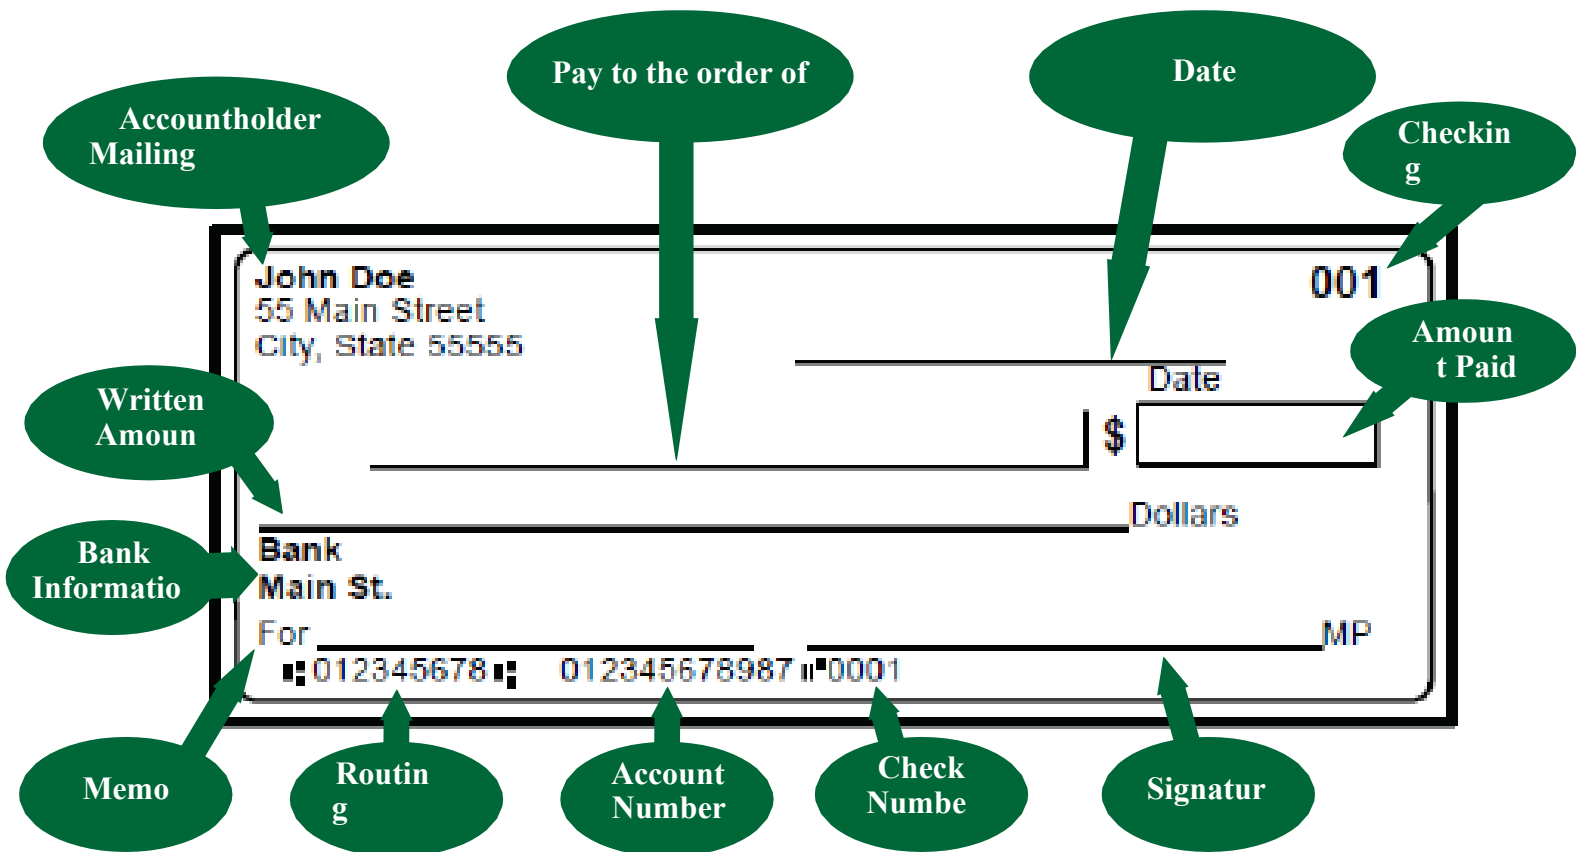 Pay to the order of
Date
Accountholder
Mailing
Checkin
g
John Doe
55 Main Street
City, State 55555
001
Amoun
t Paid
Date
Written
Amoun
$
Dollars
Bank
Informatio
Bank
Main St.
For
MP
⑆012345678⑆ 012345678987 ⑈0001
Memo
Routin
g
Account
Number
Check
Numbe
Signatur